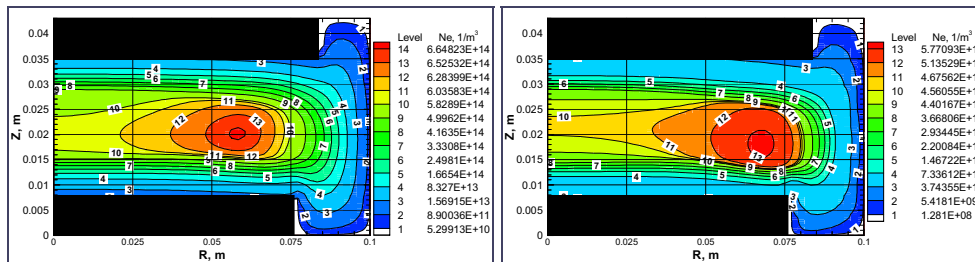 0.04
0.035
0.03
0.025
0.02
0.015
0.01
0.005
0
Z, m
0 0.025 0.05 0.075 0.1
R, m
Level Ne, 1/m³
14 6.64823E+14
13 6.52532E+14
12 6.28399E+14
11 6.03583E+14
10 5.8289E+14
9 4.9962E+14
8 4.1635E+14
7 3.3308E+14
6 2.4981E+14
5 1.6654E+14
4 8.327E+13
3 1.56915E+13
2 8.90036E+11
1 5.29913E+10
0.04
0.035
0.03
0.025
0.02
0.015
0.01
0.005
0
Z, m
0 0.025 0.05 0.075 0.1
R, m
Level Ne, 1/m³
13 5.77093E+1
12 5.13529E+1
11 4.67562E+1
10 4.56055E+1
9 4.40167E+1
8 3.66806E+1
7 2.93445E+1
6 2.20084E+1
5 1.46722E+1
4 7.33612E+1
3 3.74355E+1
2 5.4181E+09
1 1.281E+08